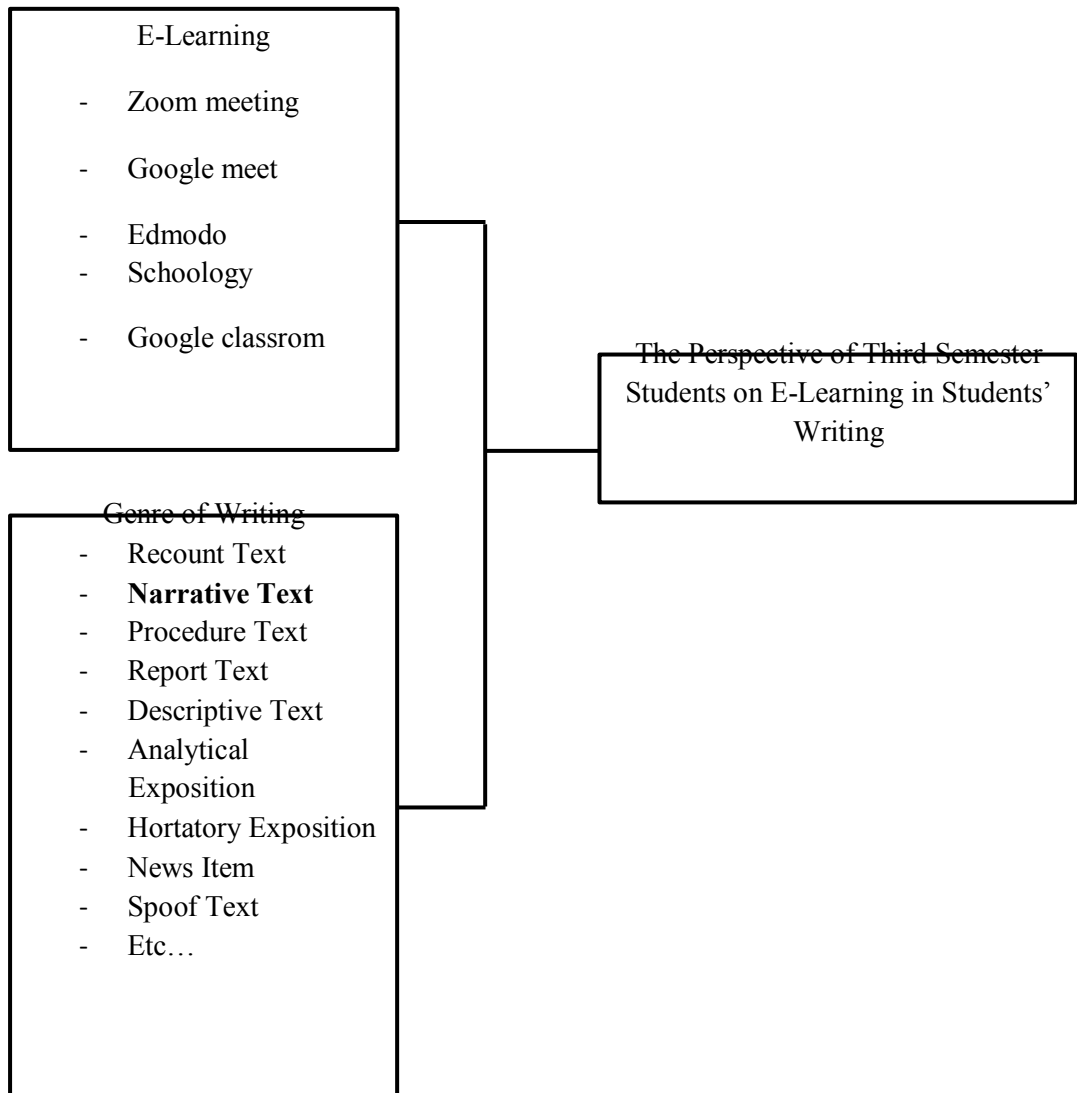 E-Learning
- Zoom meeting
- Google meet
- Edmodo
- Schoology
- Google classrom
The Perspective of Third Semester
Students on E-Learning in Students’
Writing
Genre of Writing
- Recount Text
- Narrative Text
- Procedure Text
- Report Text
- Descriptive Text
- Analytical
Exposition
- Hortatory Exposition
- News Item
- Spoof Text
- Etc…